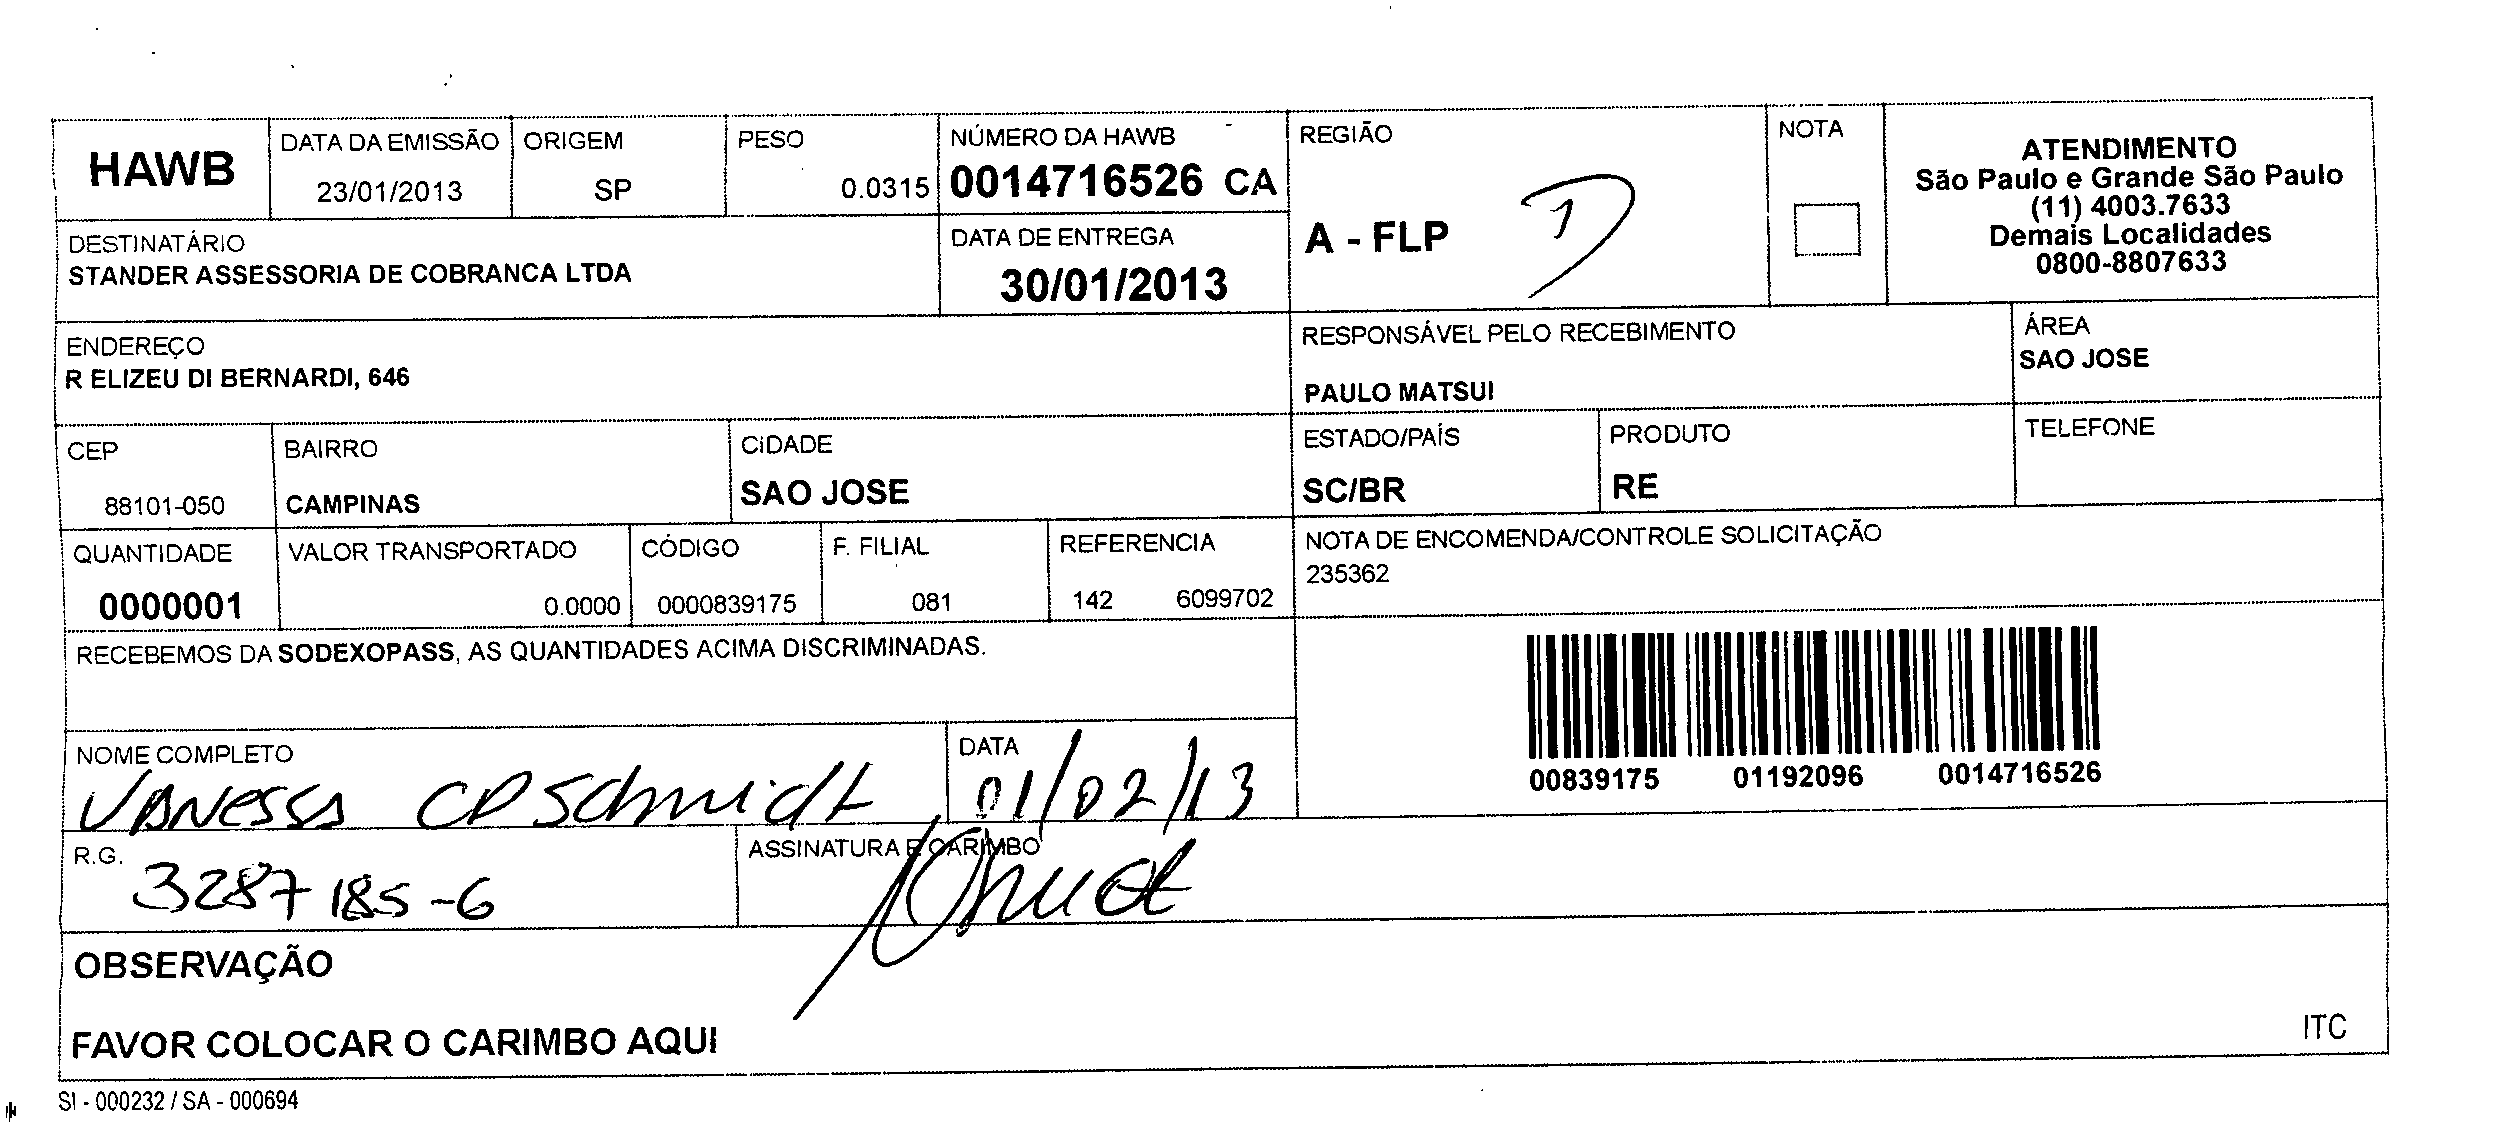 HAWB
DATA DA EMISSÃO
23/01/2013
ORIGEM
SP
PESO
0.0315
NÚMERO DA HAWB
0014716526 CA
REGIÃO
A - FLP
NOTA
ATENDIMENTO
São Paulo e Grande São Paulo
(11) 4003.7633
Demais Localidades
0800-8807633
DESTINATÁRIO
STANDER ASSESSORIA DE COBRANCA LTDA
DATA DE ENTREGA
30/01/2013
ENDEREÇO
R ELIZEU DI BERNARDI, 646
RESPONSÁVEL PELO RECEBIMENTO
PAULO MATSUI
ÁREA
SAO JOSE
CEP
88101-050
BAIRRO
CAMPINAS
CIDADE
SAO JOSE
ESTADO/PAÍS
SC/BR
PRODUTO
RE
TELEFONE
QUANTIDADE
0000001
VALOR TRANSPORTADO
0.0000
CÓDIGO
0000839175
F. FILIAL
081
REFERENCIA
142 6099702
NOTA DE ENCOMENDA/CONTROLE SOLICITAÇÃO
235362
RECEBEMOS DA SODEXOPASS, AS QUANTIDADES ACIMA DISCRIMINADAS.
00839175 01192096 0014716526
NOME COMPLETO
Vanessa CP Schmidt
DATA
01/02/13
R.G.
3287185-6
ASSINATURA E CARIMBO
OBSERVAÇÃO
FAVOR COLOCAR O CARIMBO AQUI
ITC
SI - 000232 / SA - 000694